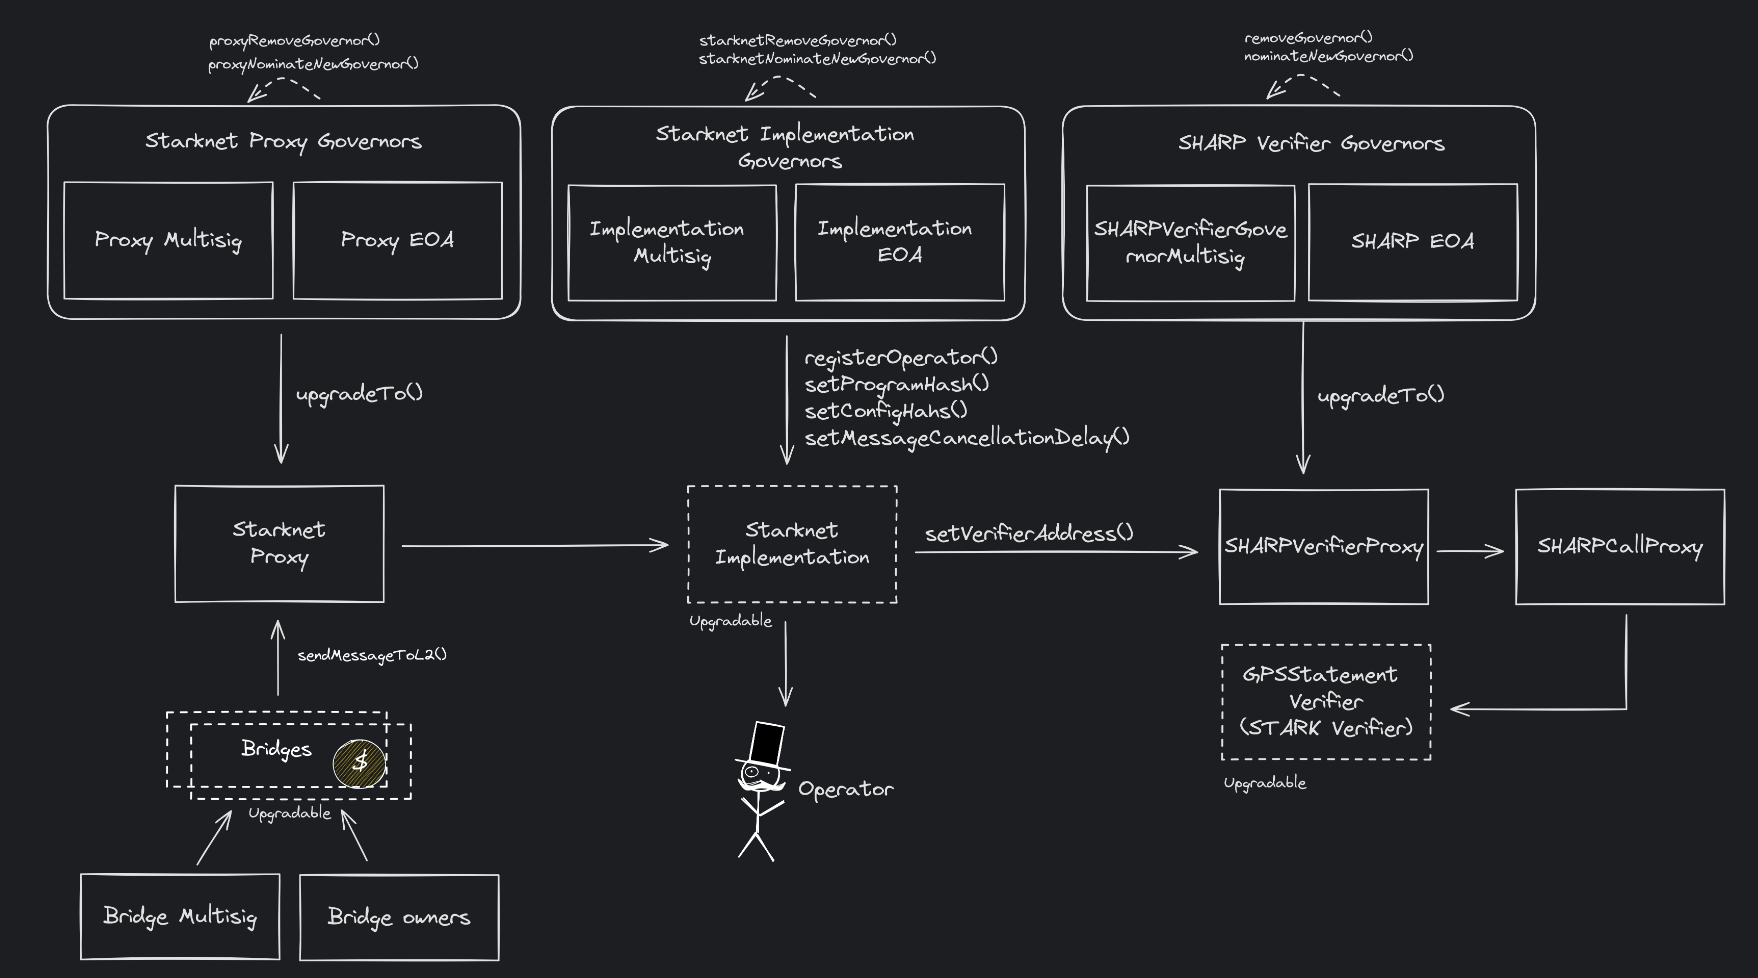 proxyRemoveGovernor()
proxyNominateNewGovernor()
starknetRemoveGovernor()
starknetNominateNewGovernor()
removeGovernor()
nominateNewGovernor()
Starknet Proxy Governors
Proxy Multisig
Proxy EOA
Starknet Implementation
Governors
Implementation
Multisig
Implementation
EOA
SHARP Verifier Governors
SHARPVerifierGove
rnorMultisig
SHARP EOA
upgradeTo()
registerOperator()
setProgramHash()
setConfigHahs()
setMessageCancellationDelay()
upgradeTo()
Starknet
Proxy
Starknet
Implementation
Upgradable
setVerifierAddress()
SHARPVerifierProxy
SHARPCallProxy
sendMessageToL2()
GPSStatement
Verifier
(STARK Verifier)
Upgradable
Bridges
$
Upgradable
Operator
Bridge Multisig
Bridge owners